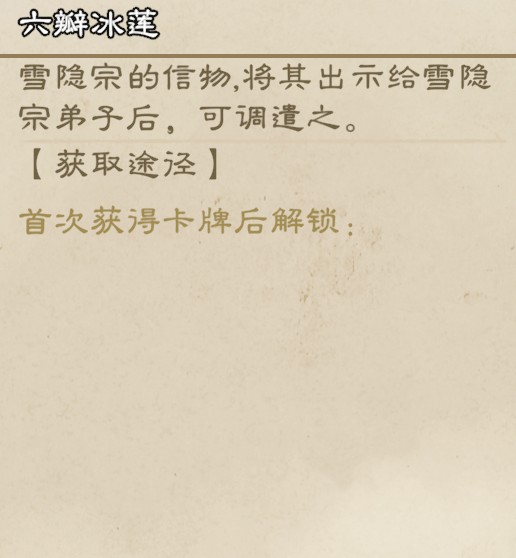 六瓣冰莲
雪隐宗的信物,将其出示给雪隐
宗弟子后，可调遣之。
【获取途径】
首次获得卡牌后解锁：